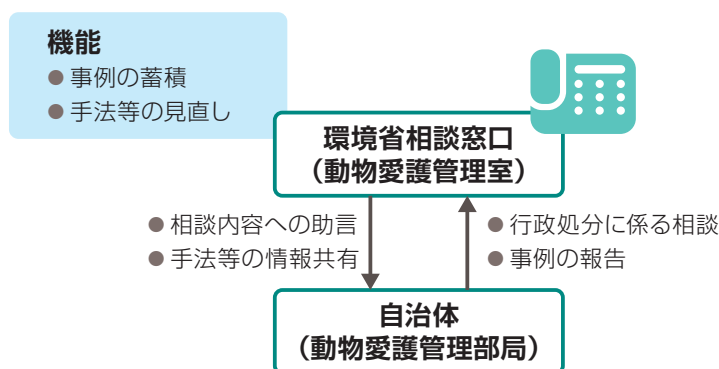 機能
● 事例の蓄積
● 手法等の見直し
環境省相談窓口
（動物愛護管理室）
● 相談内容への助言
● 手法等の情報共有
● 行政処分に係る相談
● 事例の報告
自治体
（動物愛護管理部局）